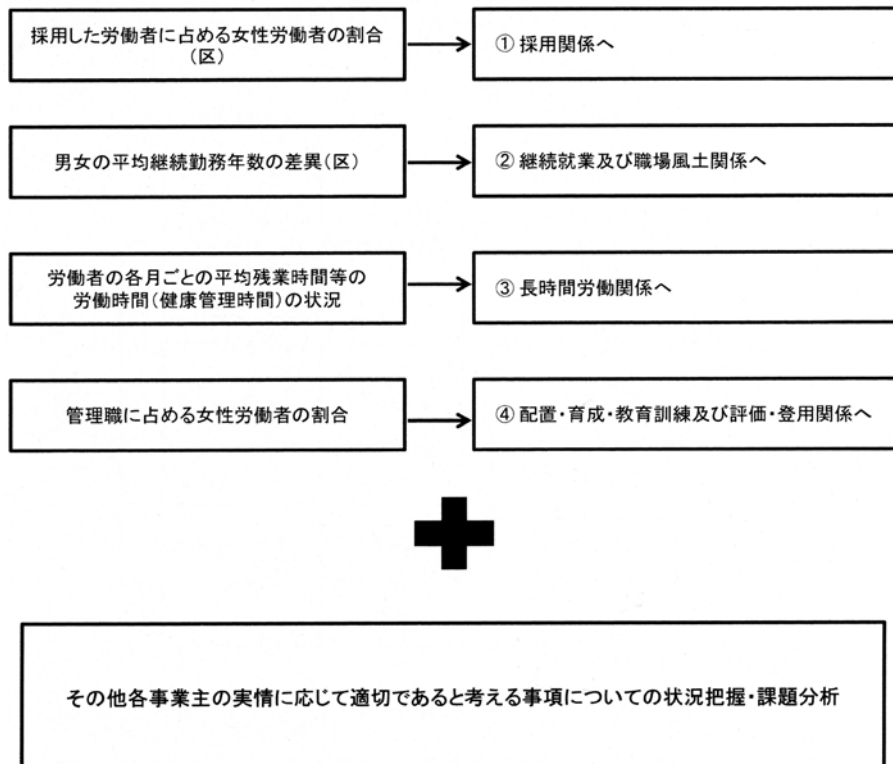 採用した労働者に占める女性労働者の割合
(区)
① 採用関係へ
男女の平均継続勤務年数の差異(区)
② 継続就業及び職場風土関係へ
労働者の各月ごとの平均残業時間等の
労働時間(健康管理時間)の状況
③ 長時間労働関係へ
管理職に占める女性労働者の割合
④ 配置・育成・教育訓練及び評価・登用関係へ
その他各事業主の実情に応じて適切であると考える事項についての状況把握・課題分析